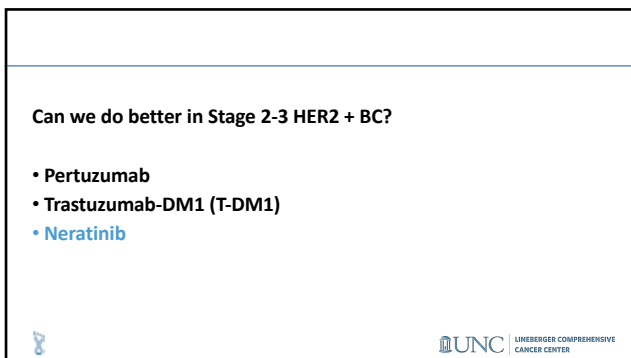 Can we do better in Stage 2-3 HER2 + BC?
• Pertuzumab
• Trastuzumab-DM1 (T-DM1)
• Neratinib
UNC LINEBERGER COMPREHENSIVE
CANCER CENTER